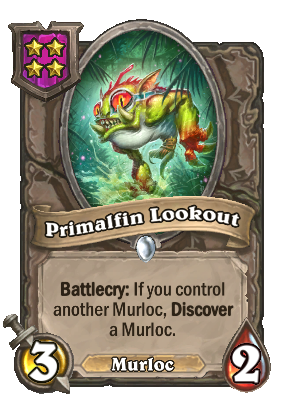 Primalfin Lookout
Battlecry: If you control
another Murloc, Discover
a Murloc.
3
Murloc
2